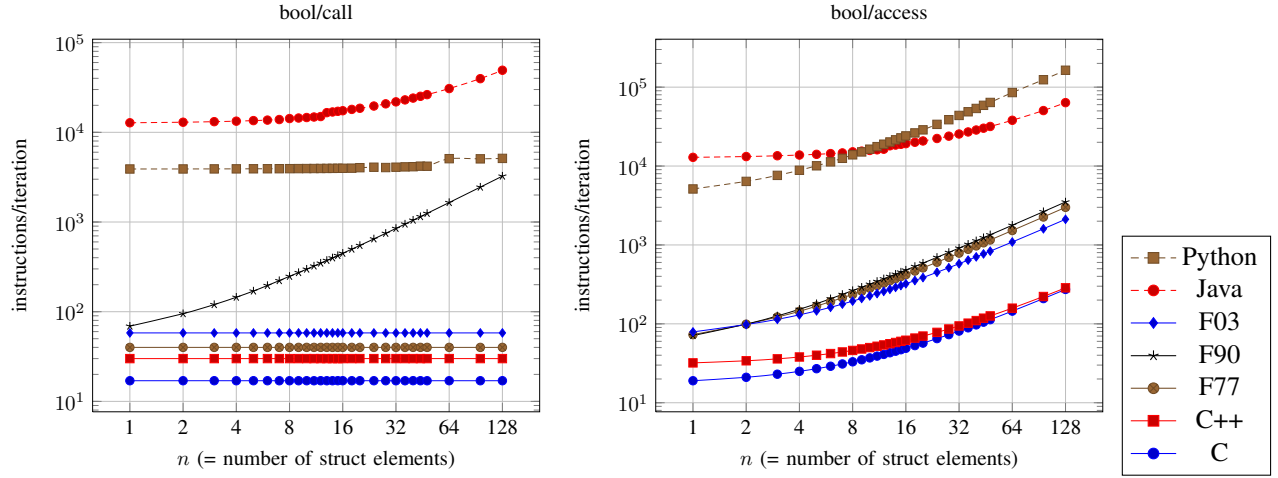 bool/call
10^5
10^4
10^3
10^2
10^1
instructions/iteration
1 2 4 8 16 32 64 128
n (= number of struct elements)
bool/access
10^5
10^4
10^3
10^2
10^1
instructions/iteration
1 2 4 8 16 32 64 128
n (= number of struct elements)
Python
Java
F03
F90
F77
C++
C